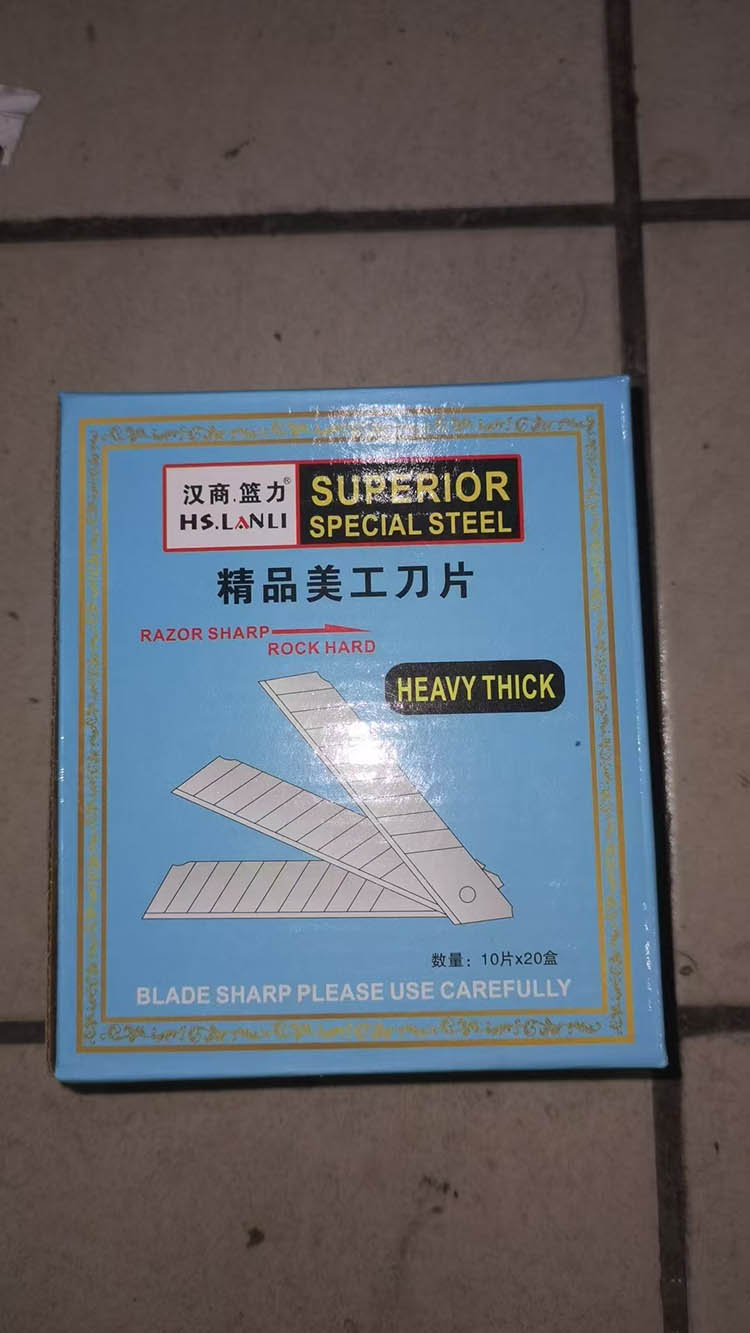 汉商.篮力®
HS.LANLI
SUPERIOR
SPECIAL STEEL
精品美工刀片
RAZOR SHARP
ROCK HARD
HEAVY THICK
数量：10片x20盒
BLADE SHARP PLEASE USE CAREFULLY